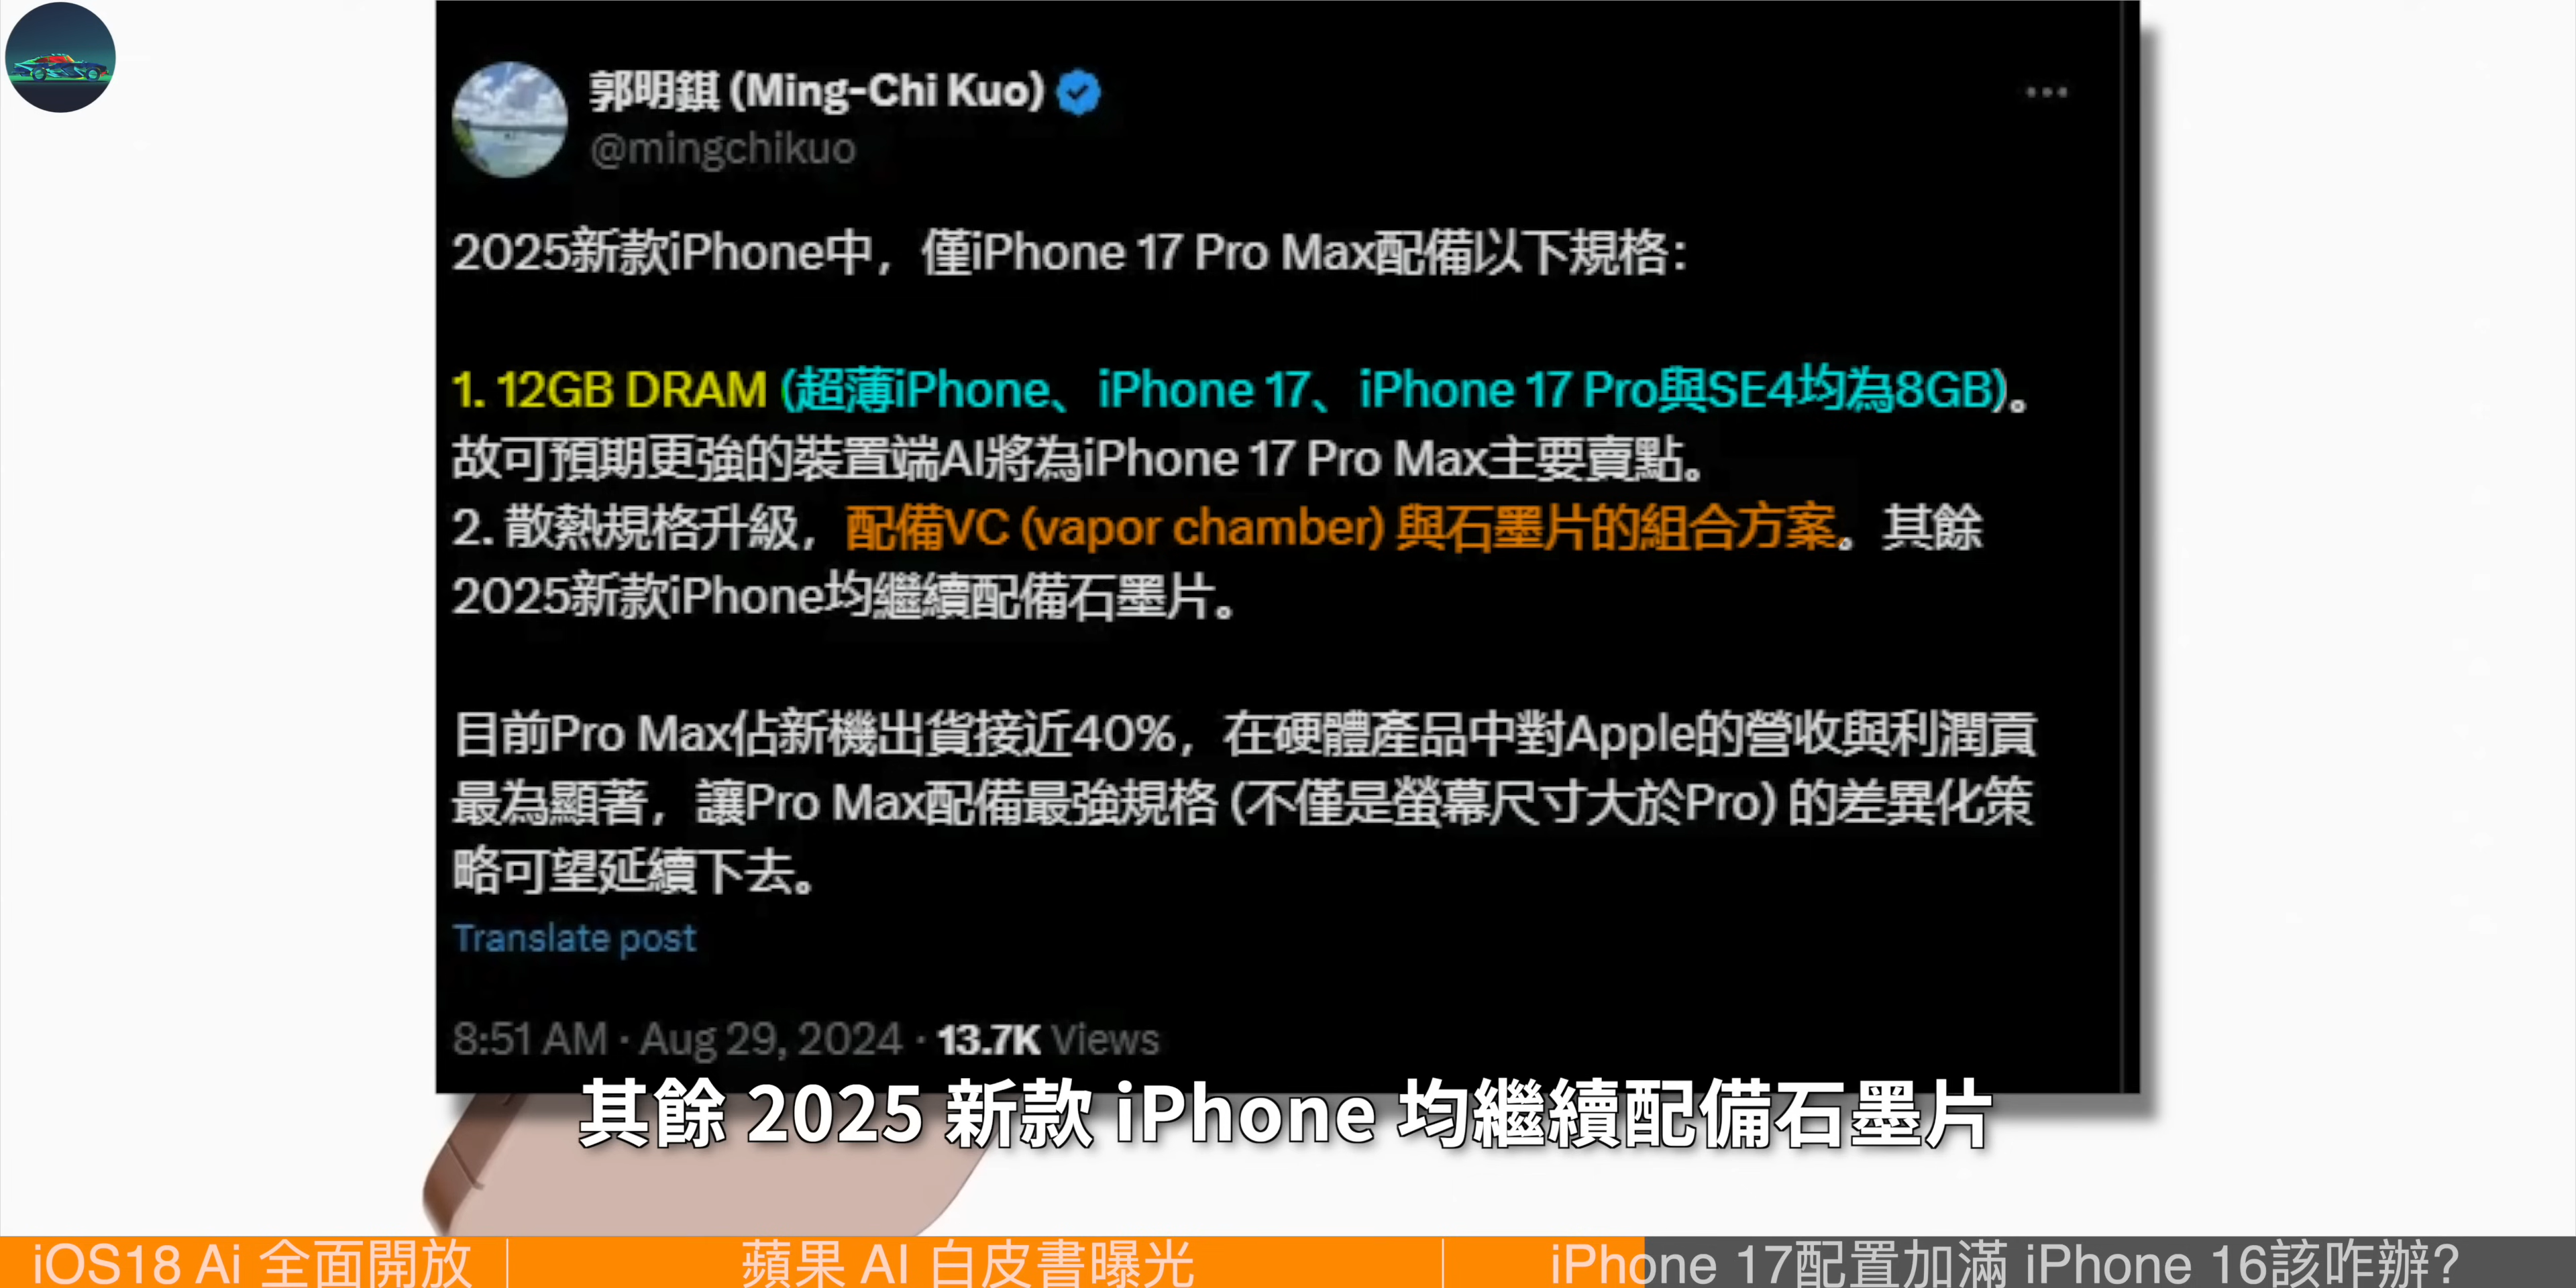 郭明錤 (Ming-Chi Kuo)
@mingchikuo
2025新款iPhone中，僅iPhone 17 Pro Max配備以下規格：
1. 12GB DRAM (超薄iPhone、iPhone 17、iPhone 17 Pro與SE4均為8GB)。
故可預期更強的裝置端AI將為iPhone 17 Pro Max主要賣點。
2. 散熱規格升級，配備VC (vapor chamber) 與石墨片的組合方案。其餘
2025新款iPhone均繼續配備石墨片。
目前Pro Max佔新機出貨接近40%，在硬體產品中對Apple的營收與利潤貢
最為顯著，讓Pro Max配備最強規格 (不僅是螢幕尺寸大於Pro) 的差異化策
略可望延續下去。
Translate post
8:51 AM · Aug 29, 2024 · 13.7K Views
其餘 2025 新款 iPhone 均繼續配備石墨片
iOS18 Ai 全面開放
蘋果 AI 白皮書曝光
iPhone 17配置加滿 iPhone 16該咋辦?